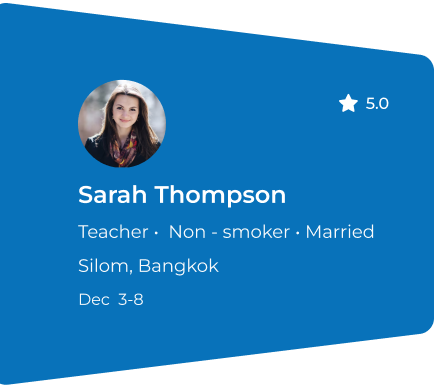 5.0
Sarah Thompson
Teacher • Non - smoker • Married
Silom, Bangkok
Dec 3-8